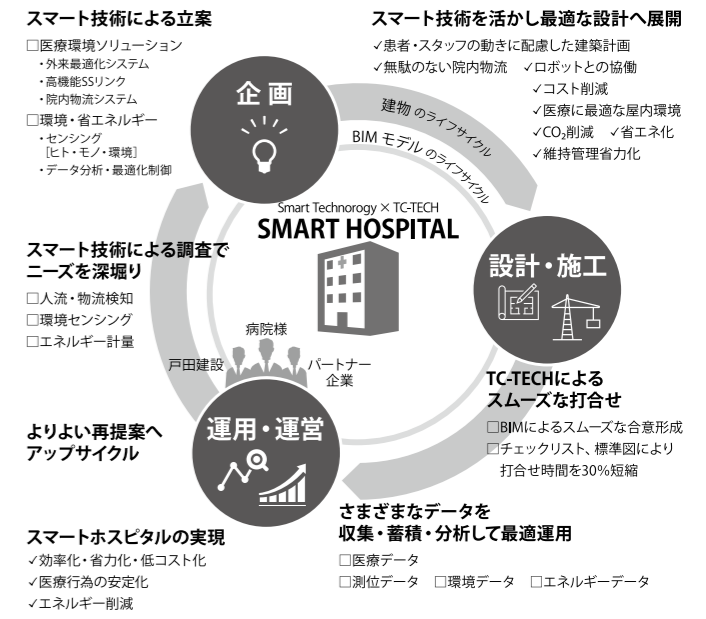 スマート技術による立案
□医療環境ソリューション
・外来最適化システム
・高機能SSリンク
・院内物流システム
□環境・省エネルギー
・センシング
［ヒト・モノ・環境］
・データ分析・最適化制御
スマート技術を活かし最適な設計へ展開
✓患者・スタッフの動きに配慮した建築計画
✓無駄のない院内物流 ✓ロボットとの協働
✓コスト削減
✓医療に最適な屋内環境
✓CO₂削減 ✓省エネ化
✓維持管理省力化
企画
建物 のライフサイクル
BIM モデル のライフサイクル
Smart Technorogy × TC-TECH
SMART HOSPITAL
設計・施工
スマート技術による調査で
ニーズを深堀り
□人流・物流検知
□環境センシング
□エネルギー計量
病院様
戸田建設
パートナー
企業
TC-TECHによる
スムーズな打合せ
□BIMによるスムーズな合意形成
□チェックリスト、標準図により
打合せ時間を30%短縮
よりよい再提案へ
アップサイクル
運用・運営
さまざまなデータを
収集・蓄積・分析して最適運用
□医療データ
□測位データ □環境データ □エネルギーデータ
スマートホスピタルの実現
✓効率化・省力化・低コスト化
✓医療行為の安定化
✓エネルギー削減